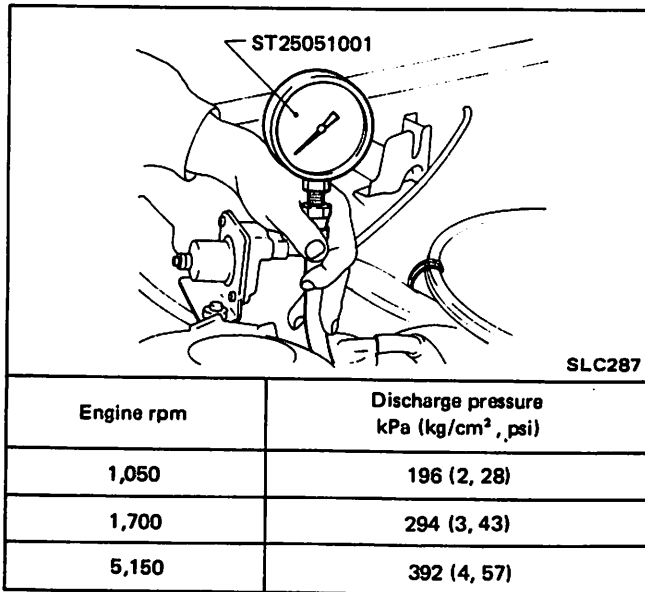 ST25051001
SLC287
Engine rpm
Discharge pressure
kPa (kg/cm², psi)
1,050
196 (2, 28)
1,700
294 (3, 43)
5,150
392 (4, 57)